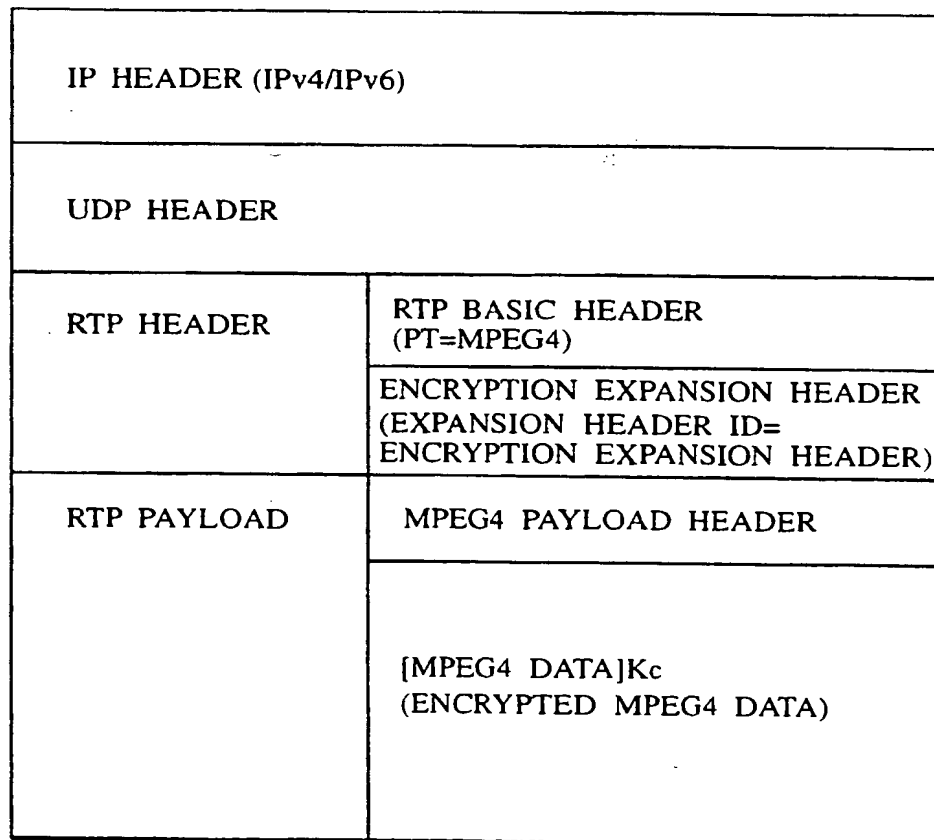 IP HEADER (IPv4/IPv6)
UDP HEADER
RTP HEADER
RTP BASIC HEADER
(PT=MPEG4)
ENCRYPTION EXPANSION HEADER
(EXPANSION HEADER ID=
ENCRYPTION EXPANSION HEADER)
RTP PAYLOAD
MPEG4 PAYLOAD HEADER
[MPEG4 DATA]Kc
(ENCRYPTED MPEG4 DATA)